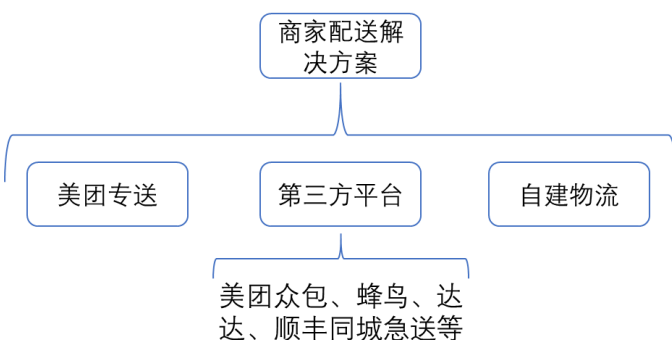 商家配送解
决方案
美团专送
第三方平台
自建物流
美团众包、蜂鸟、达
达、顺丰同城急送等